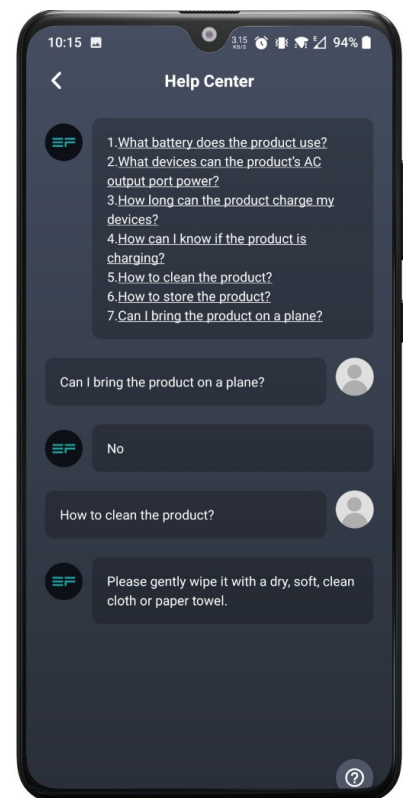 10:15 3.15 KB/S E 94%
Help Center
1.What battery does the product use?
2.What devices can the product's AC
output port power?
3.How long can the product charge my
devices?
4.How can I know if the product is
charging?
5.How to clean the product?
6.How to store the product?
7.Can I bring the product on a plane?
Can I bring the product on a plane?
No
How to clean the product?
Please gently wipe it with a dry, soft, clean
cloth or paper towel.
?